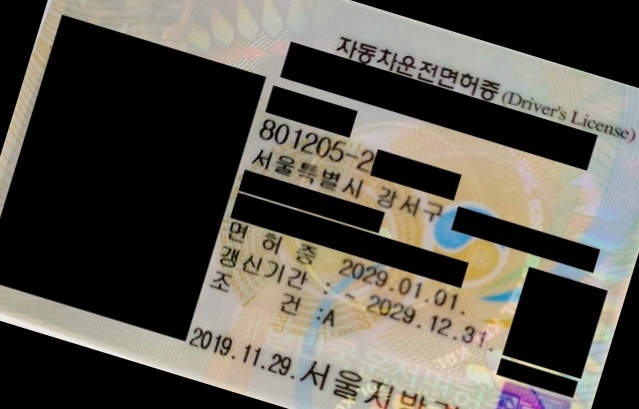 자동차운전면허증 (Driver's License)
801205-2
서울특별시 강서구
면 허 증
갱신기간 : 2029.01.01.
~ 2029.12.31.
조 건 :A
2019.11.29. 서울지방